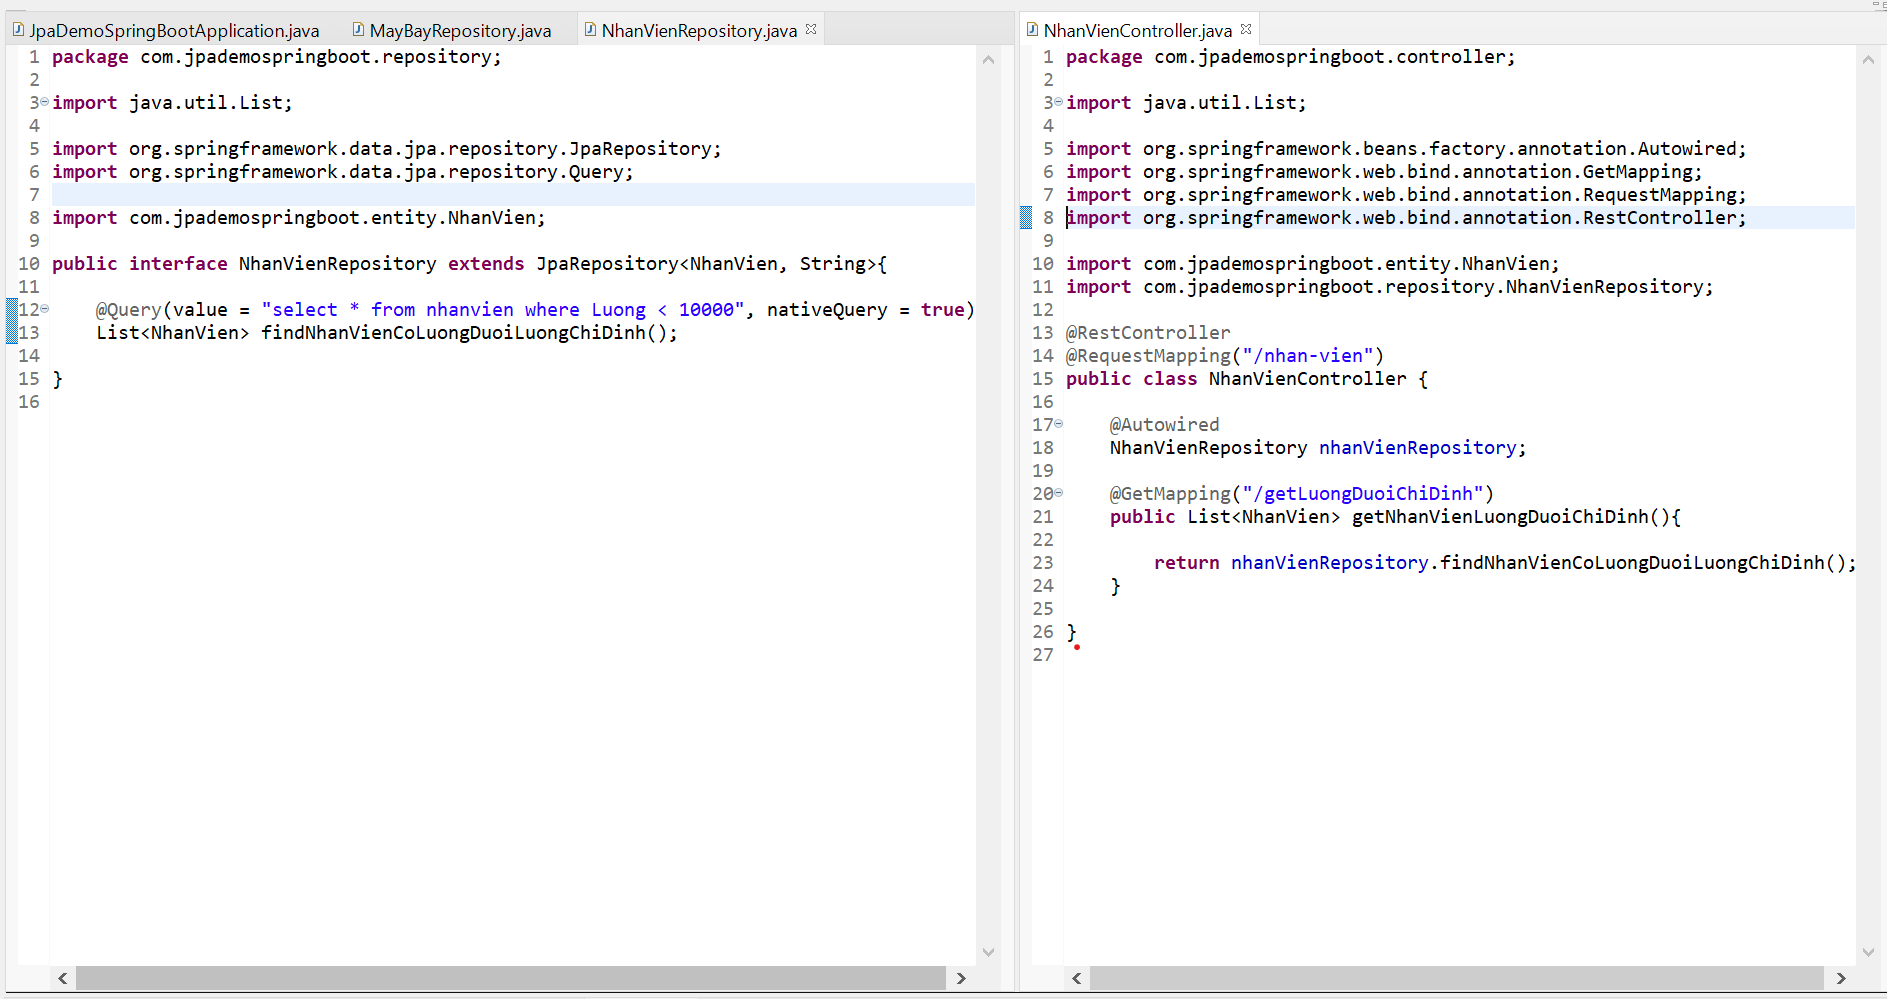 JpaDemoSpringBootApplication.java MayBayRepository.java NhanVienRepository.java
1 package com.jpademospringboot.repository;
2
3 import java.util.List;
4
5 import org.springframework.data.jpa.repository.JpaRepository;
6 import org.springframework.data.jpa.repository.Query;
7
8 import com.jpademospringboot.entity.NhanVien;
9
10 public interface NhanVienRepository extends JpaRepository<NhanVien, String>{
11
12 @Query(value = "select * from nhanvien where Luong < 10000", nativeQuery = true)
13 List<NhanVien> findNhanVienCoLuongDuoiLuongChiDinh();
14
15 }
16
NhanVienController.java
1 package com.jpademospringboot.controller;
2
3 import java.util.List;
4
5 import org.springframework.beans.factory.annotation.Autowired;
6 import org.springframework.web.bind.annotation.GetMapping;
7 import org.springframework.web.bind.annotation.RequestMapping;
8 import org.springframework.web.bind.annotation.RestController;
9
10 import com.jpademospringboot.entity.NhanVien;
11 import com.jpademospringboot.repository.NhanVienRepository;
12
13 @RestController
14 @RequestMapping("/nhan-vien")
15 public class NhanVienController {
16
17 @Autowired
18 NhanVienRepository nhanVienRepository;
19
20 @GetMapping("/getLuongDuoiChiDinh")
21 public List<NhanVien> getNhanVienLuongDuoiChiDinh(){
22
23 return nhanVienRepository.findNhanVienCoLuongDuoiLuongChiDinh();
24 }
25
26 }
27